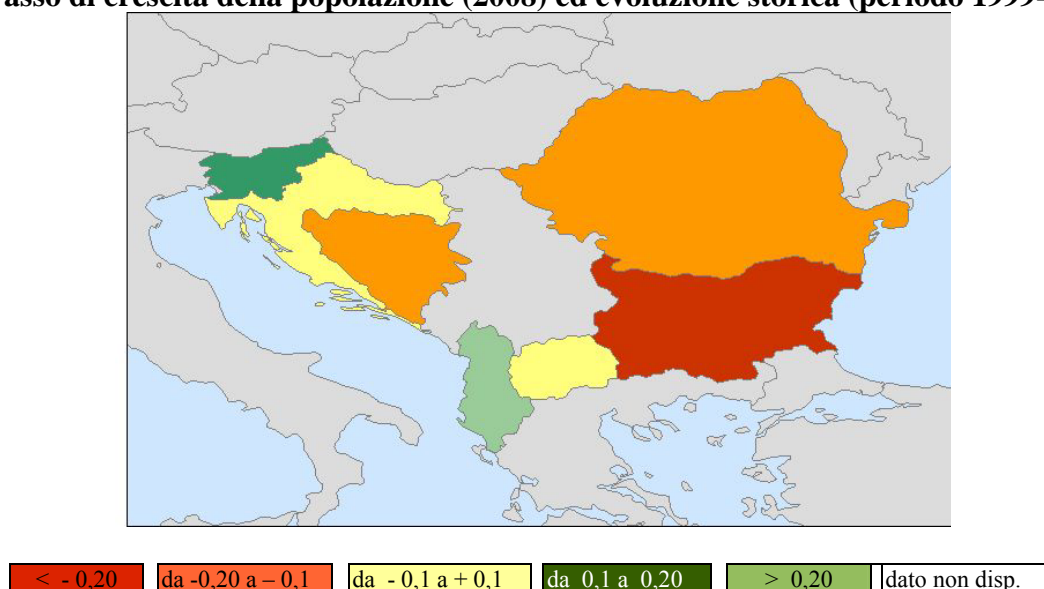 asso di crescita della popolazione (2008) ed evoluzione storica (periodo 1999-
< - 0,20 da -0,20 a – 0,1 da - 0,1 a + 0,1 da 0,1 a 0,20 > 0,20 dato non disp.